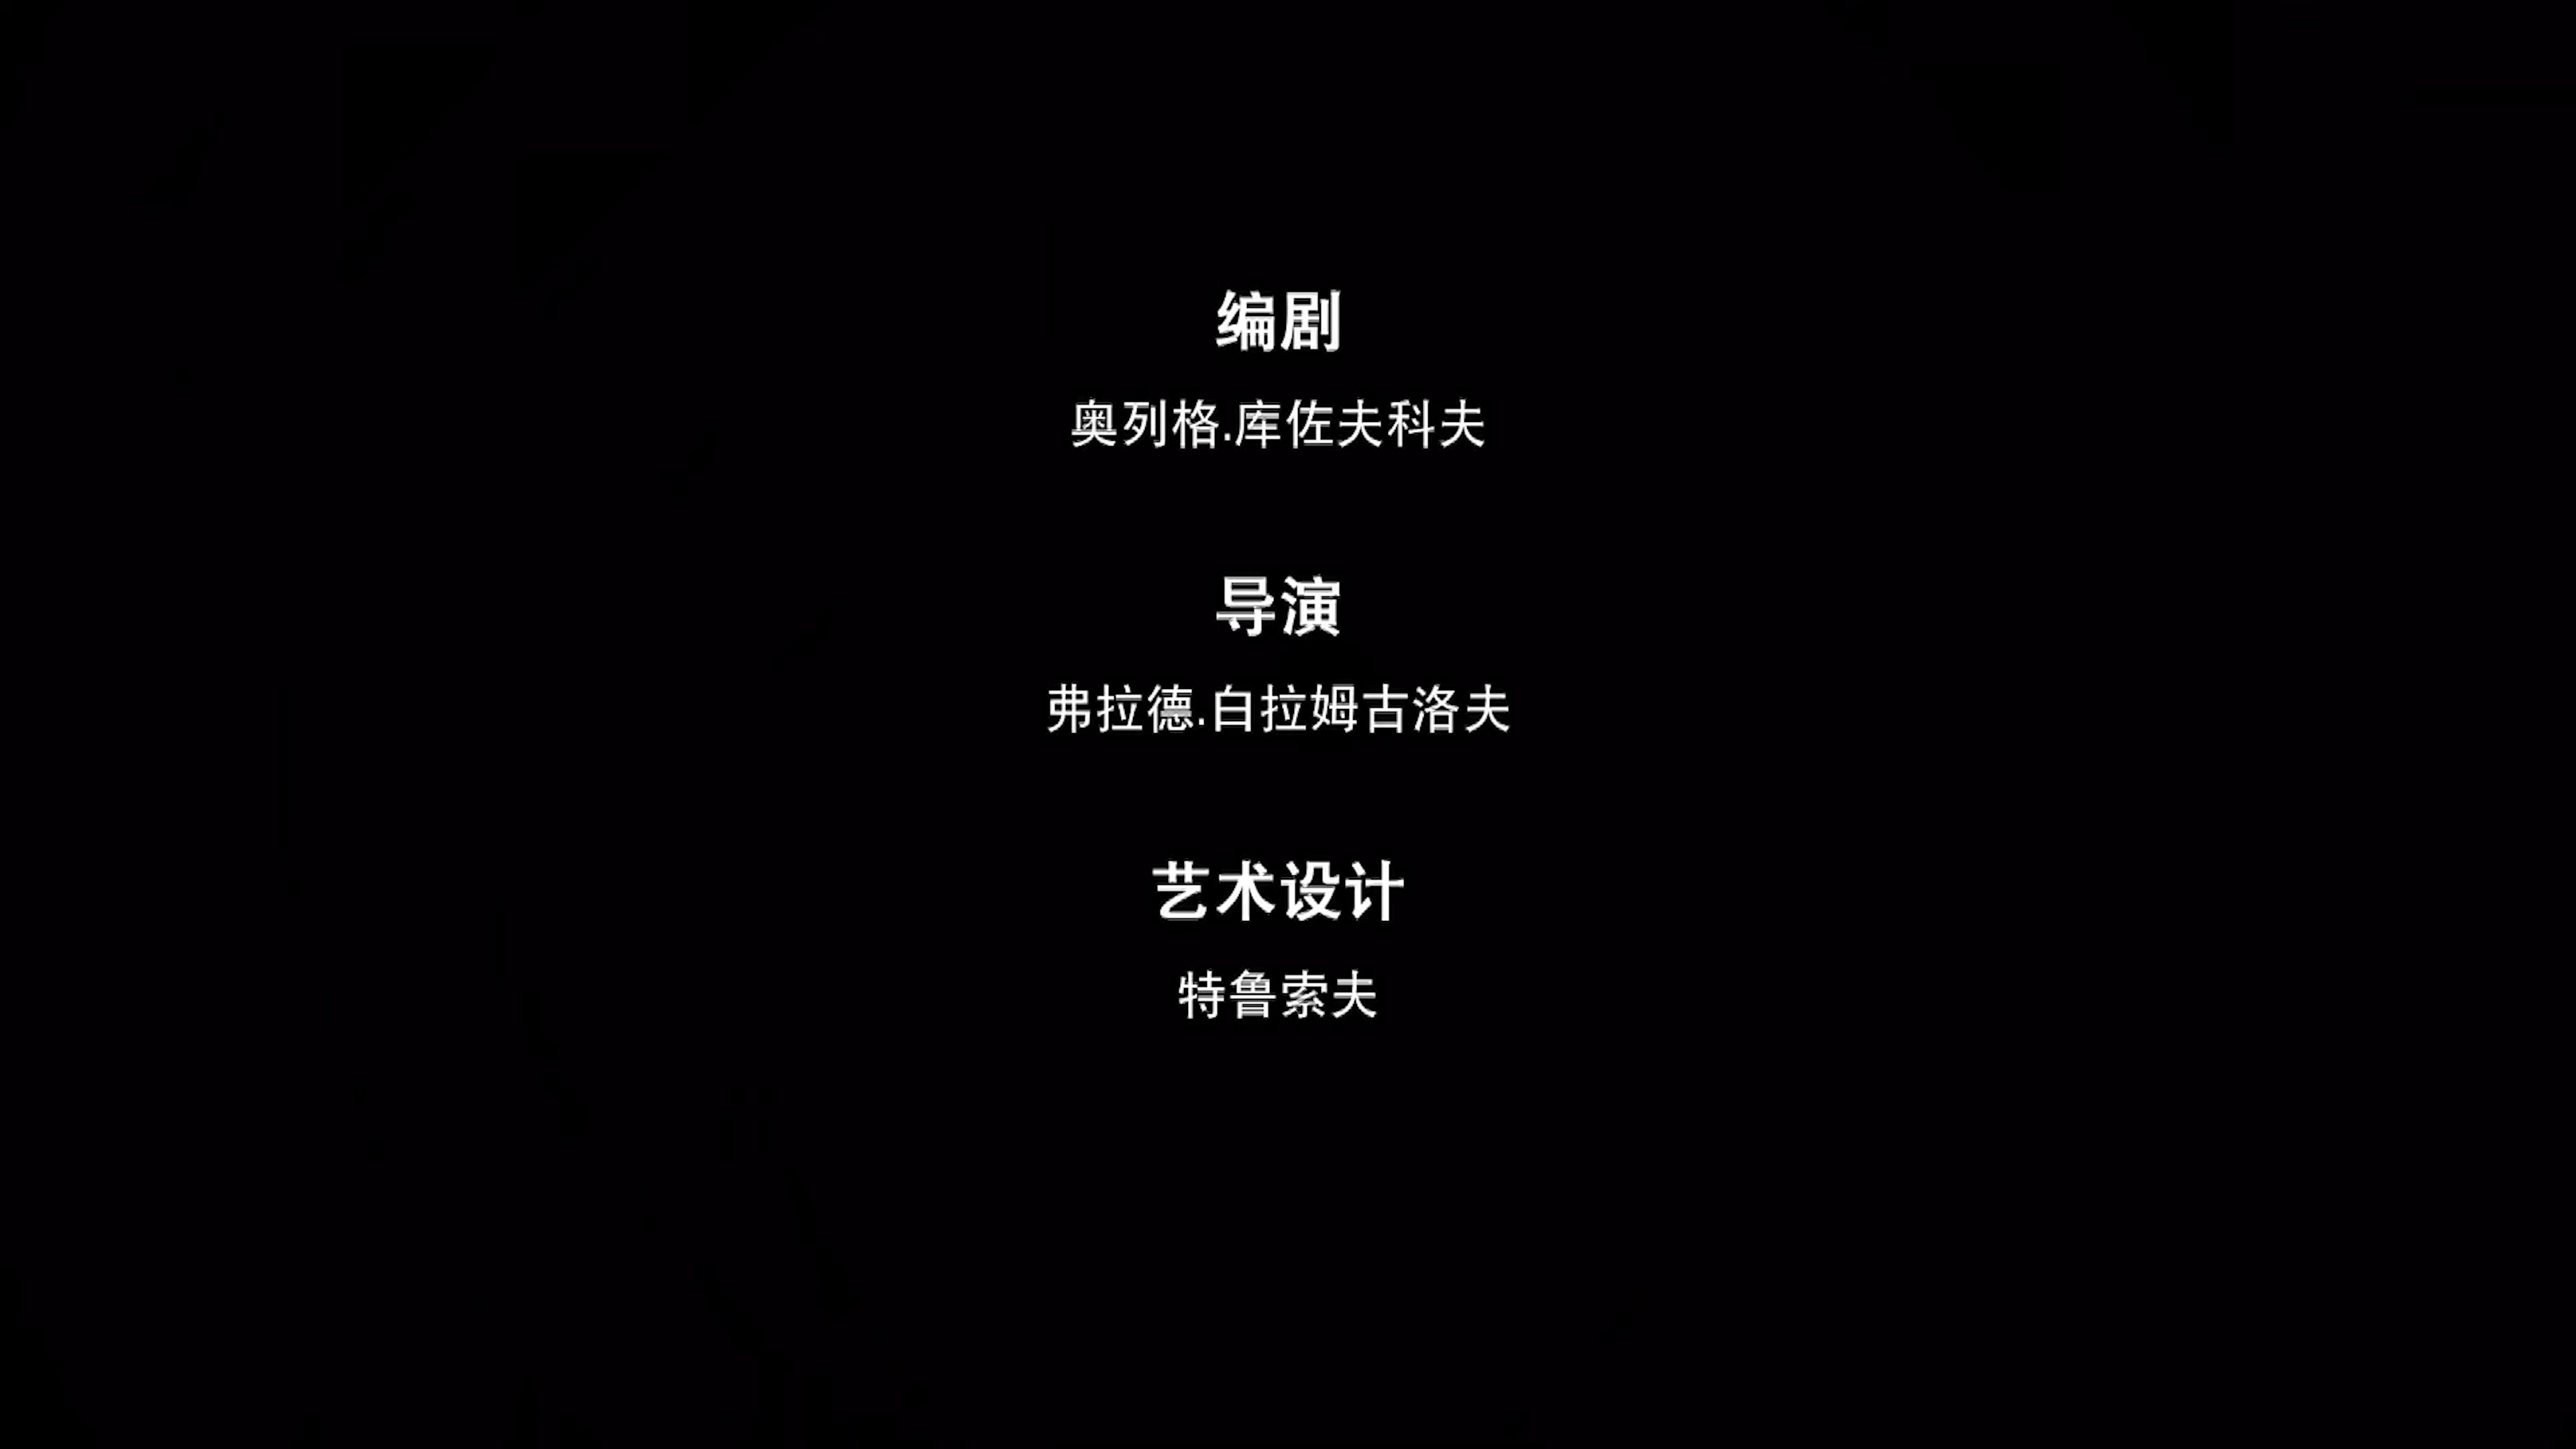 编剧
奥列格.库佐夫科夫
导演
弗拉德.白拉姆古洛夫
艺术设计
特鲁索夫